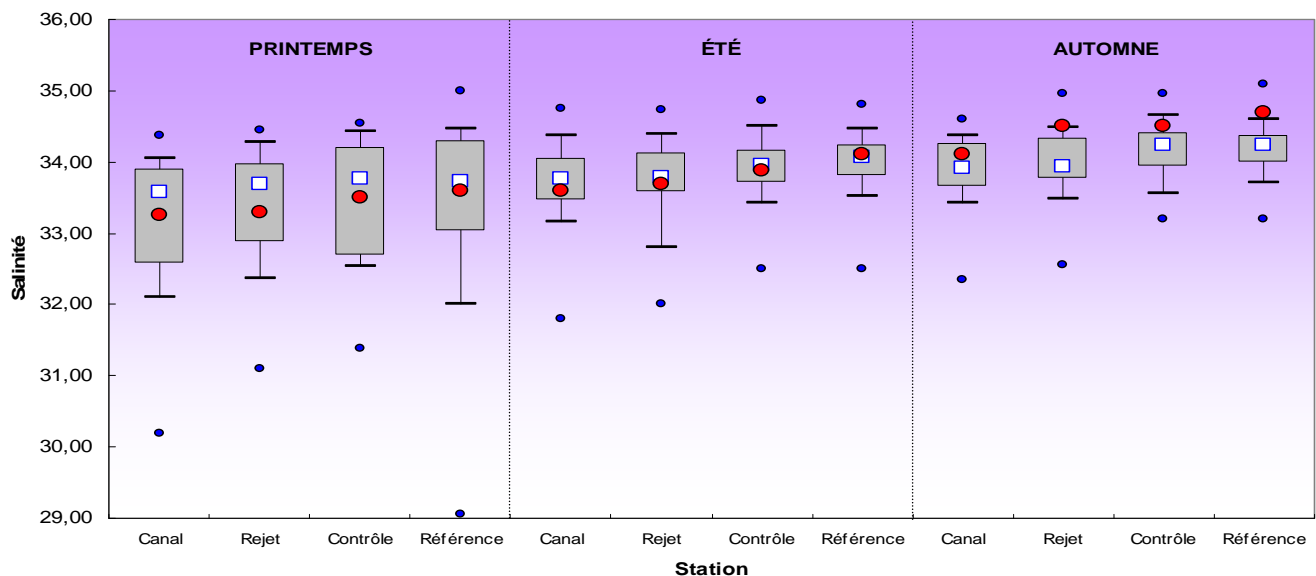 36,00
PRINTEMPS ÉTÉ AUTOMNE
35,00
34,00
33,00
32,00
31,00
30,00
29,00
Salinité
Canal Rejet Contrôle Référence Canal Rejet Contrôle Référence Canal Rejet Contrôle Référence
Station